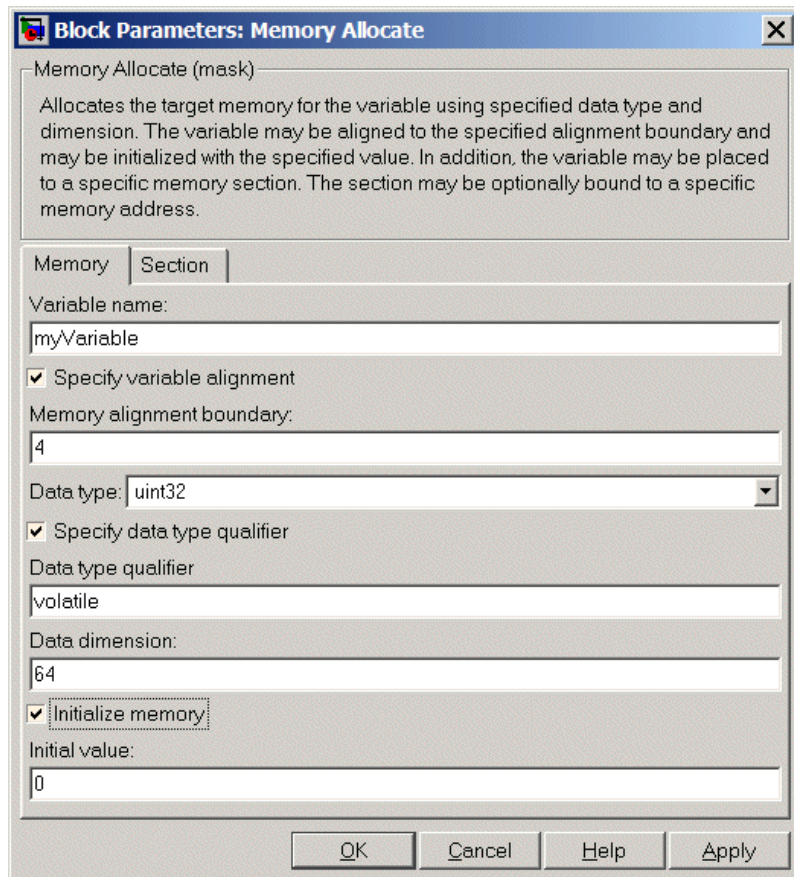 Block Parameters: Memory Allocate
Memory Allocate (mask)
Allocates the target memory for the variable using specified data type and
dimension. The variable may be aligned to the specified alignment boundary and
may be initialized with the specified value. In addition, the variable may be placed
to a specific memory section. The section may be optionally bound to a specific
memory address.
Memory Section
Variable name:
myVariable
Specify variable alignment
Memory alignment boundary:
4
Data type: uint32
Specify data type qualifier
Data type qualifier
volatile
Data dimension:
64
Initialize memory
Initial value:
0
OK Cancel Help Apply